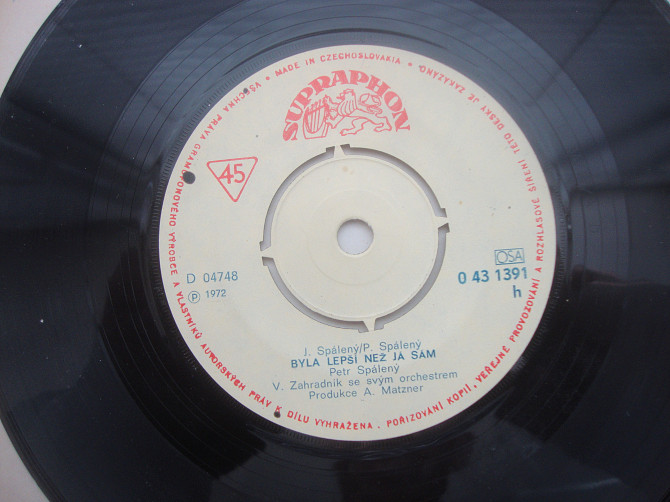 VŠECHNA PRÁVA GRAMOFONOVÉHO VÝROBCE A VLASTNÍKŮ AUTORSKÝCH PRÁV K DÍLU VYHRAŽENA. POŘIZOVÁNÍ KOPIÍ, VEŘEJNÉ PROVOZOVÁNÍ A ROZHLASOVÉ ŠÍŘENÍ TÉTO DESKY JE ZAKÁZÁNO • MADE IN CZECHOSLOVAKIA •
SUPRAPHON
45
OSA
D 04748
0 43 1391
℗ 1972
h
J. Spálený/P. Spálený
BYLA LEPŠÍ NEŽ JÁ SÁM
Petr Spálený
V. Zahradník se svým orchestrem
Produkce A. Matzner